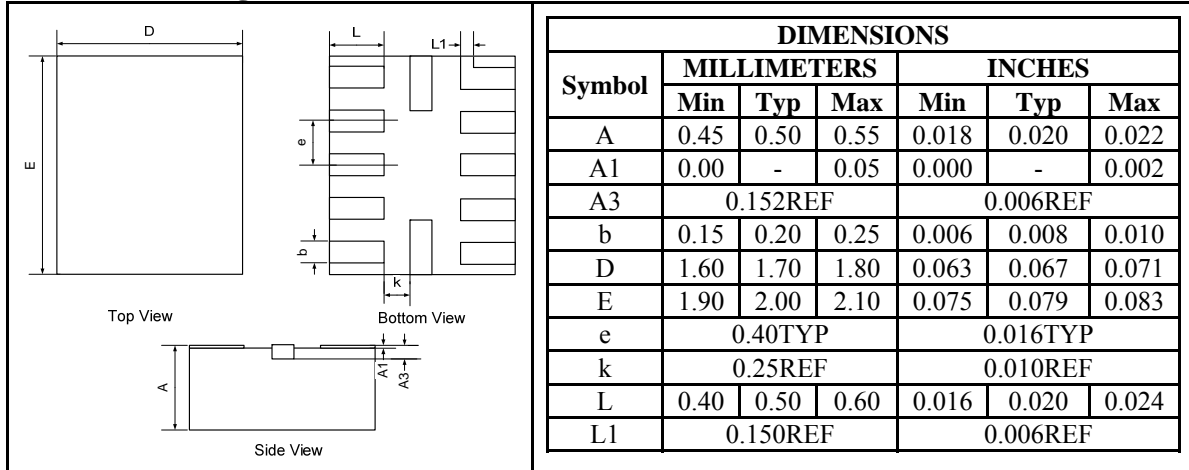 D
E
Top View
L
L1
e
b
k
Bottom View
A
A1
A3
Side View
DIMENSIONS
Symbol MILLIMETERS INCHES
Min Typ Max Min Typ Max
A 0.45 0.50 0.55 0.018 0.020 0.022
A1 0.00 - 0.05 0.000 - 0.002
A3 0.152REF 0.006REF
b 0.15 0.20 0.25 0.006 0.008 0.010
D 1.60 1.70 1.80 0.063 0.067 0.071
E 1.90 2.00 2.10 0.075 0.079 0.083
e 0.40TYP 0.016TYP
k 0.25REF 0.010REF
L 0.40 0.50 0.60 0.016 0.020 0.024
L1 0.150REF 0.006REF